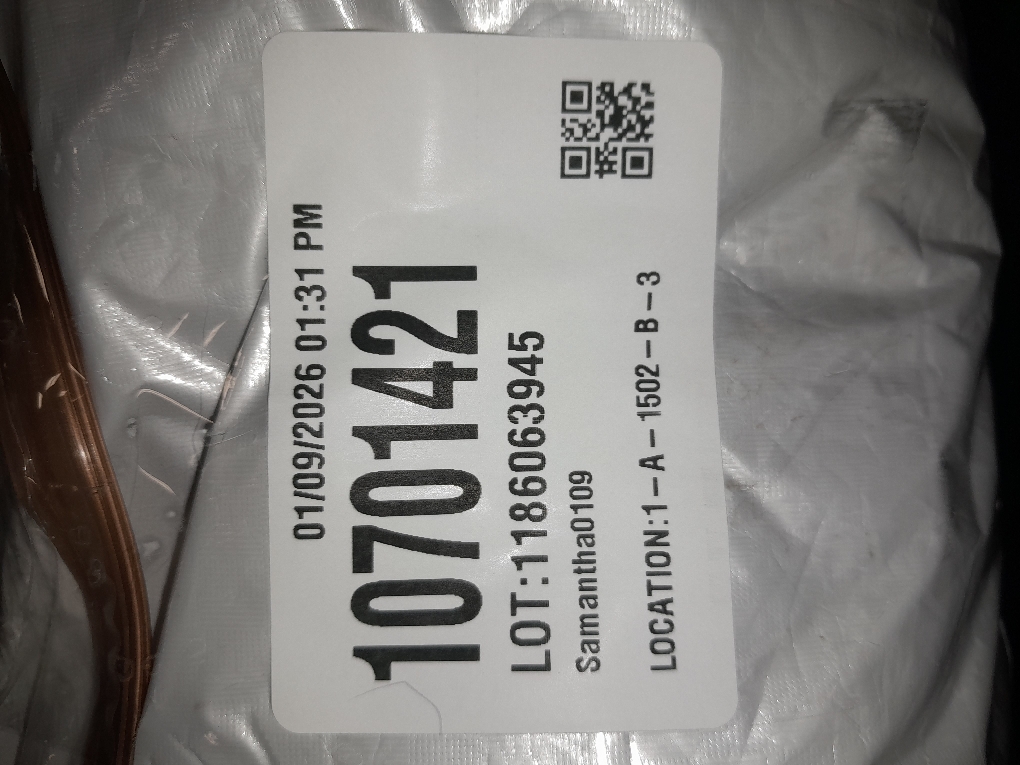 01/09/2026 01:31 PM
10701421
LOT:1186063945
Samantha0109
LOCATION:1-A-1502-B-3